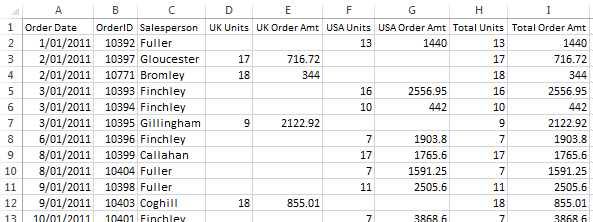 A B C D E F G H I
1 Order Date OrderID Salesperson UK Units UK Order Amt USA Units USA Order Amt Total Units Total Order Amt
2 1/01/2011 10392 Fuller 13 1440 13 1440
3 2/01/2011 10397 Gloucester 17 716.72 17 716.72
4 2/01/2011 10771 Bromley 18 344 18 344
5 3/01/2011 10393 Finchley 16 2556.95 16 2556.95
6 3/01/2011 10394 Finchley 10 442 10 442
7 3/01/2011 10395 Gillingham 9 2122.92 9 2122.92
8 6/01/2011 10396 Finchley 7 1903.8 7 1903.8
9 8/01/2011 10399 Callahan 17 1765.6 17 1765.6
10 8/01/2011 10404 Fuller 7 1591.25 7 1591.25
11 9/01/2011 10398 Fuller 11 2505.6 11 2505.6
12 9/01/2011 10403 Coghill 18 855.01 18 855.01
13 10/01/2011 10401 Finchley 7 3868.6 7 3868.6